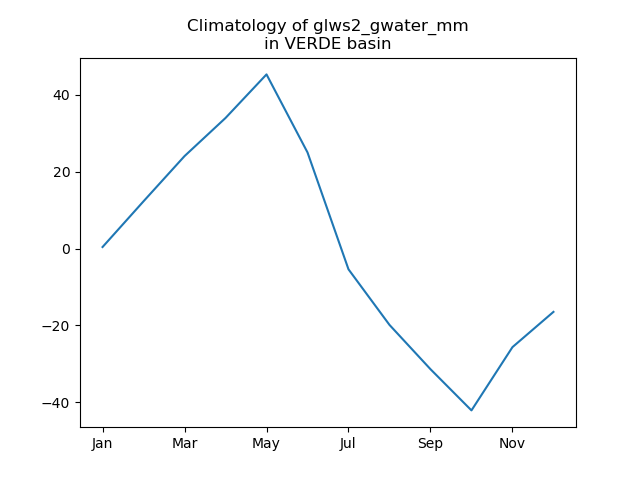 Climatology of glws2_gwater_mm
in VERDE basin
40
20
0
−20
−40
Jan
Mar
May
Jul
Sep
Nov